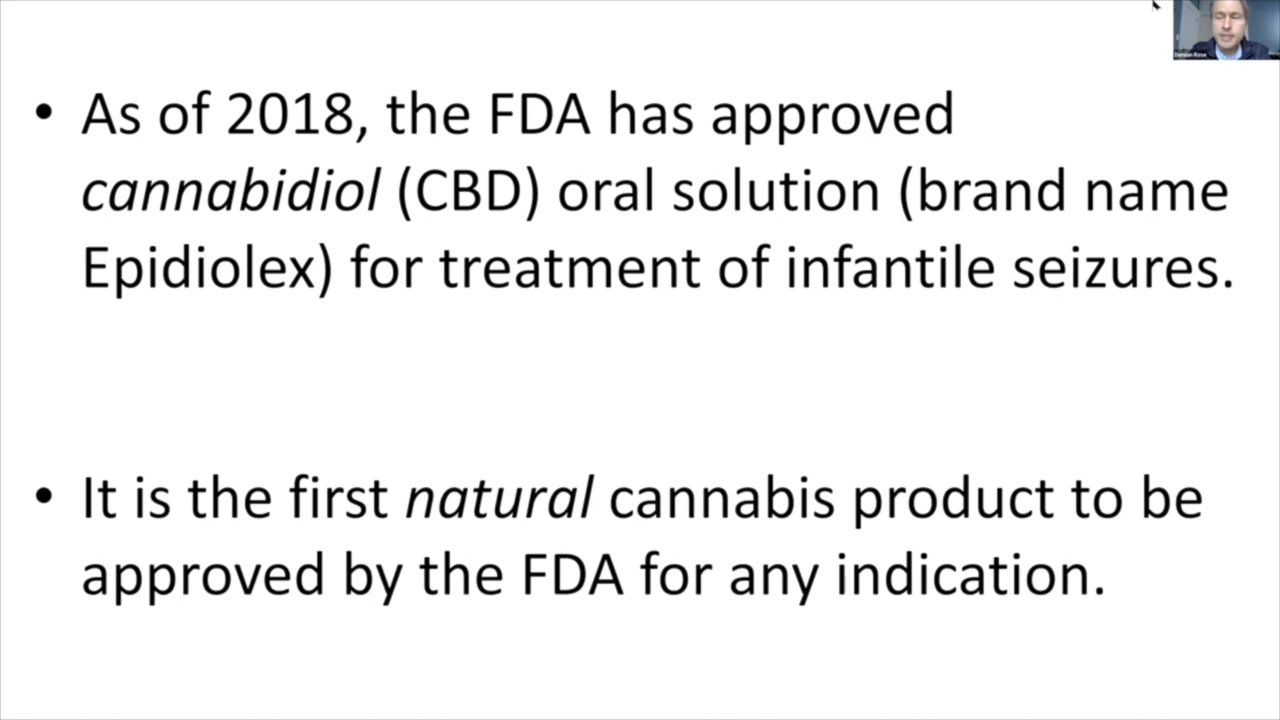 • As of 2018, the FDA has approved
cannabidiol (CBD) oral solution (brand name
Epidiolex) for treatment of infantile seizures.
• It is the first natural cannabis product to be
approved by the FDA for any indication.